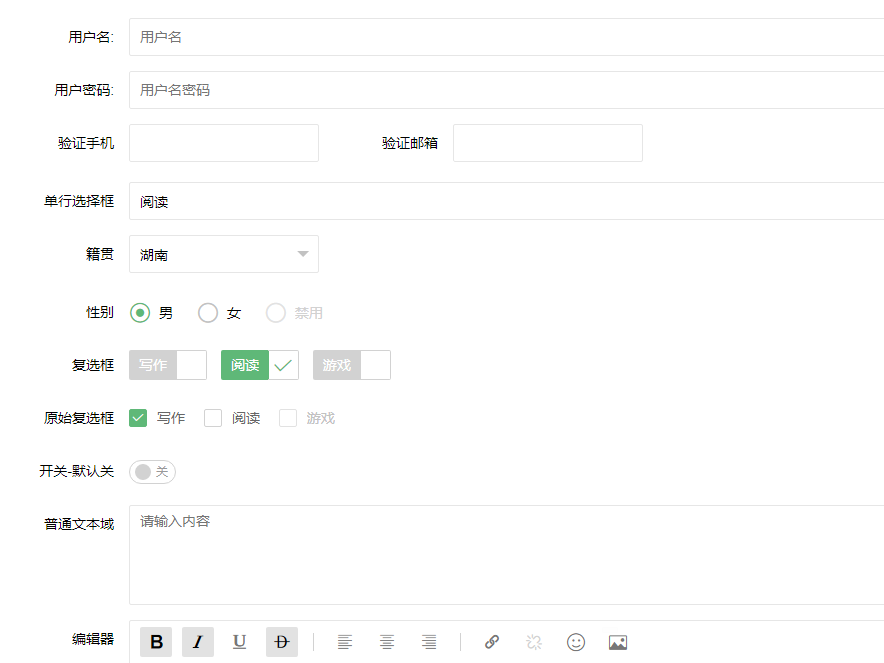 用户名: 用户名
用户密码: 用户名密码
验证手机 验证邮箱
单行选择框 阅读
籍贯 湖南
性别 男 女 禁用
复选框 写作 阅读 游戏
原始复选框 写作 阅读 游戏
开关-默认关 关
普通文本域 请输入内容
编辑器 B I U D